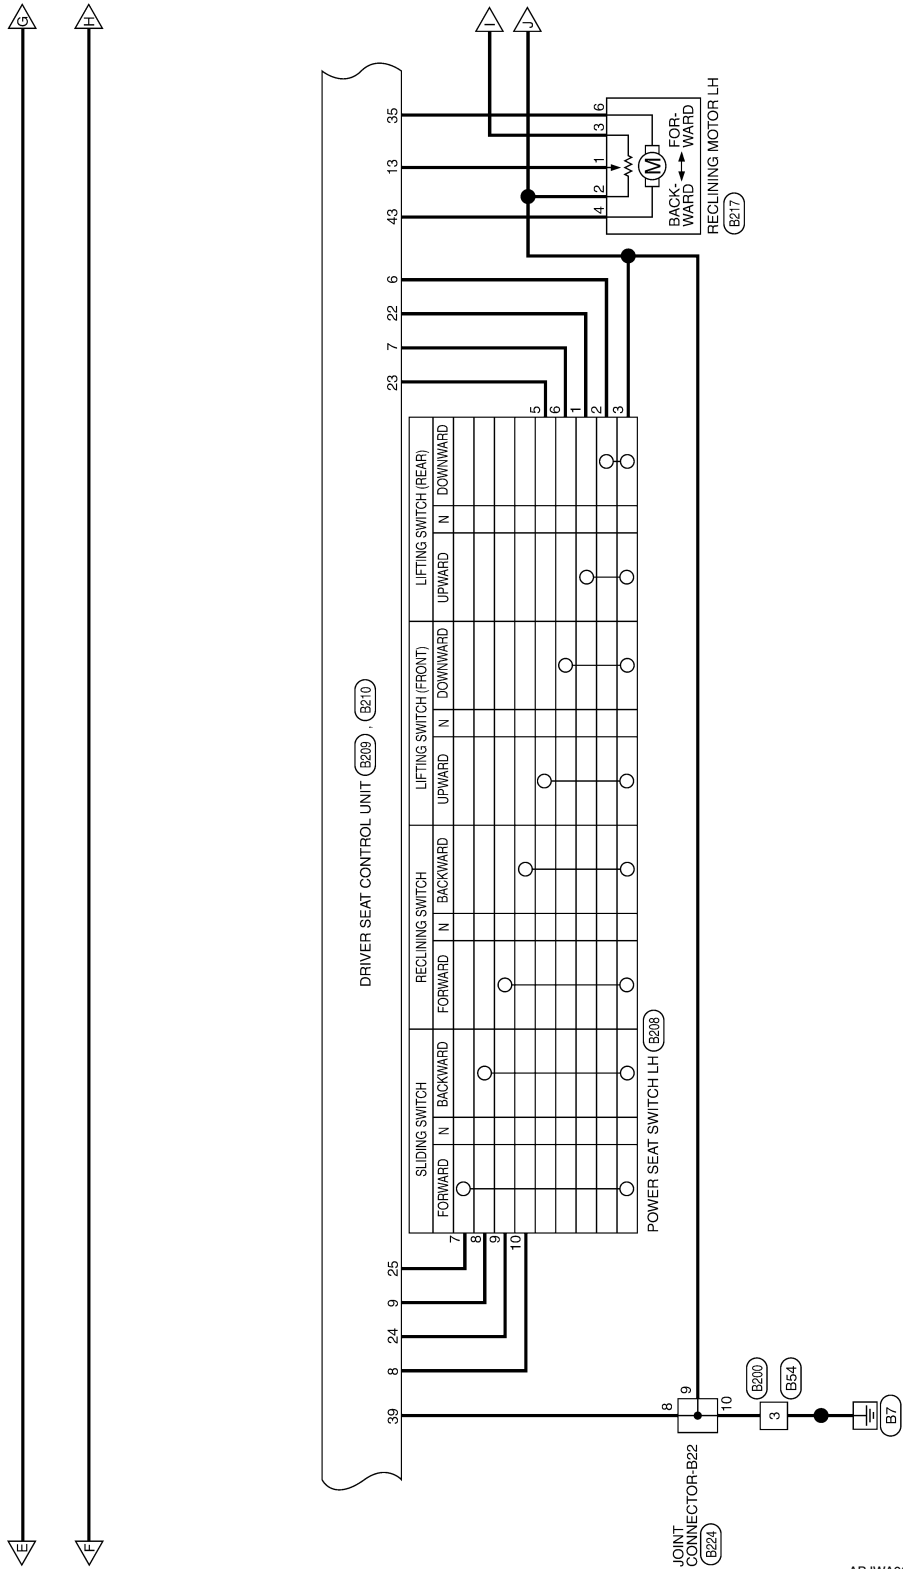 G
H
I
J
35
13
43
6
22
7
23
6
3
1
2
4
M
BACK-
WARD
FOR-
WARD
RECLINING MOTOR LH
B217
5
6
1
2
3
DRIVER SEAT CONTROL UNIT B209 , B210
SLIDING SWITCH
FORWARD
N
BACKWARD
RECLINING SWITCH
FORWARD
N
BACKWARD
LIFTING SWITCH (FRONT)
UPWARD
N
DOWNWARD
LIFTING SWITCH (REAR)
UPWARD
N
DOWNWARD
POWER SEAT SWITCH LH B208
7
8
9
10
25
9
24
8
39
8
9
10
JOINT
CONNECTOR-B22
B224
B200
3
B54
B7
E
F